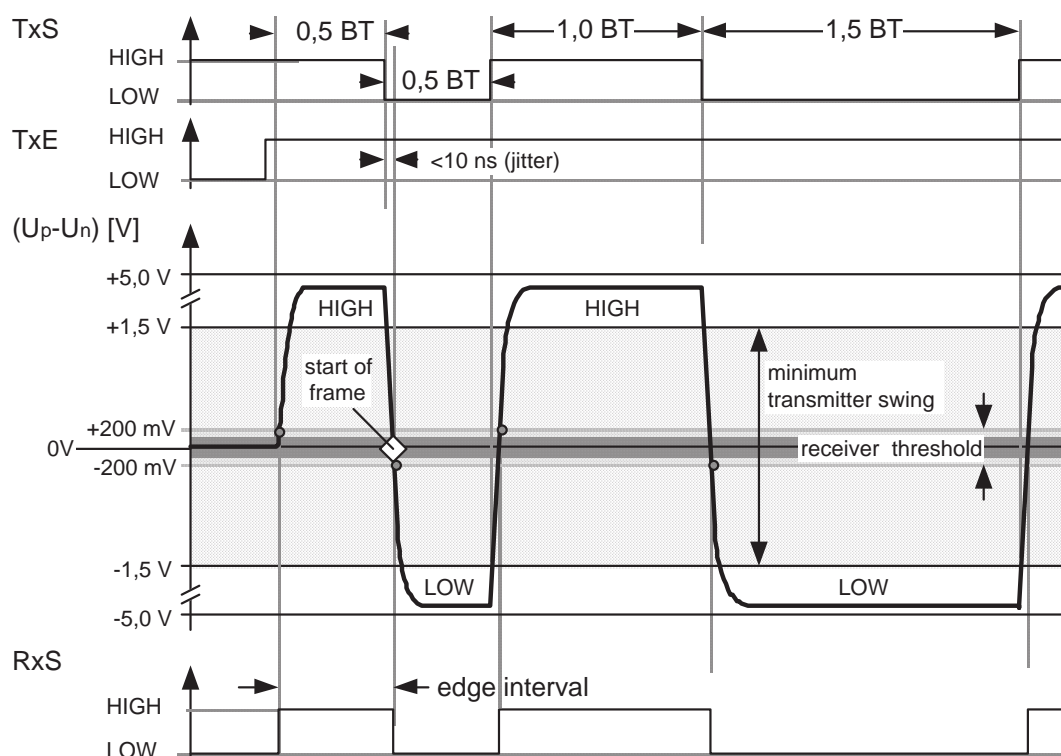 TxS
0,5 BT
1,0 BT
1,5 BT
HIGH
0,5 BT
LOW
TxE
HIGH
<10 ns (jitter)
LOW
(Up-Un) [V]
+5,0 V
HIGH
HIGH
+1,5 V
start of
frame
minimum
transmitter swing
+200 mV
0V
receiver threshold
-200 mV
-1,5 V
LOW
LOW
-5,0 V
RxS
edge interval
HIGH
LOW